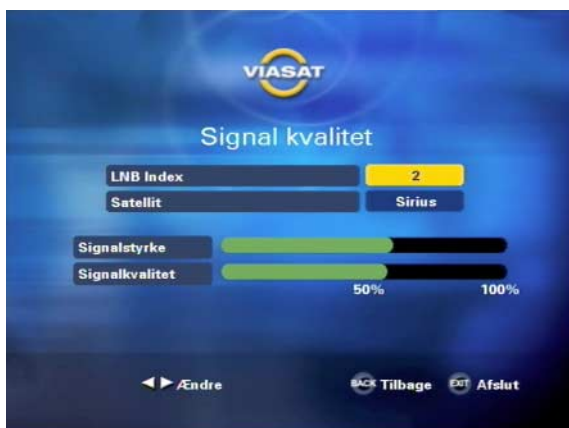 VIASAT
Signal kvalitet
LNB Index 2
Satellit Sirius
Signalstyrke
Signalkvalitet
50% 100%
Ændre BACK Tilbage EXIT Afslut